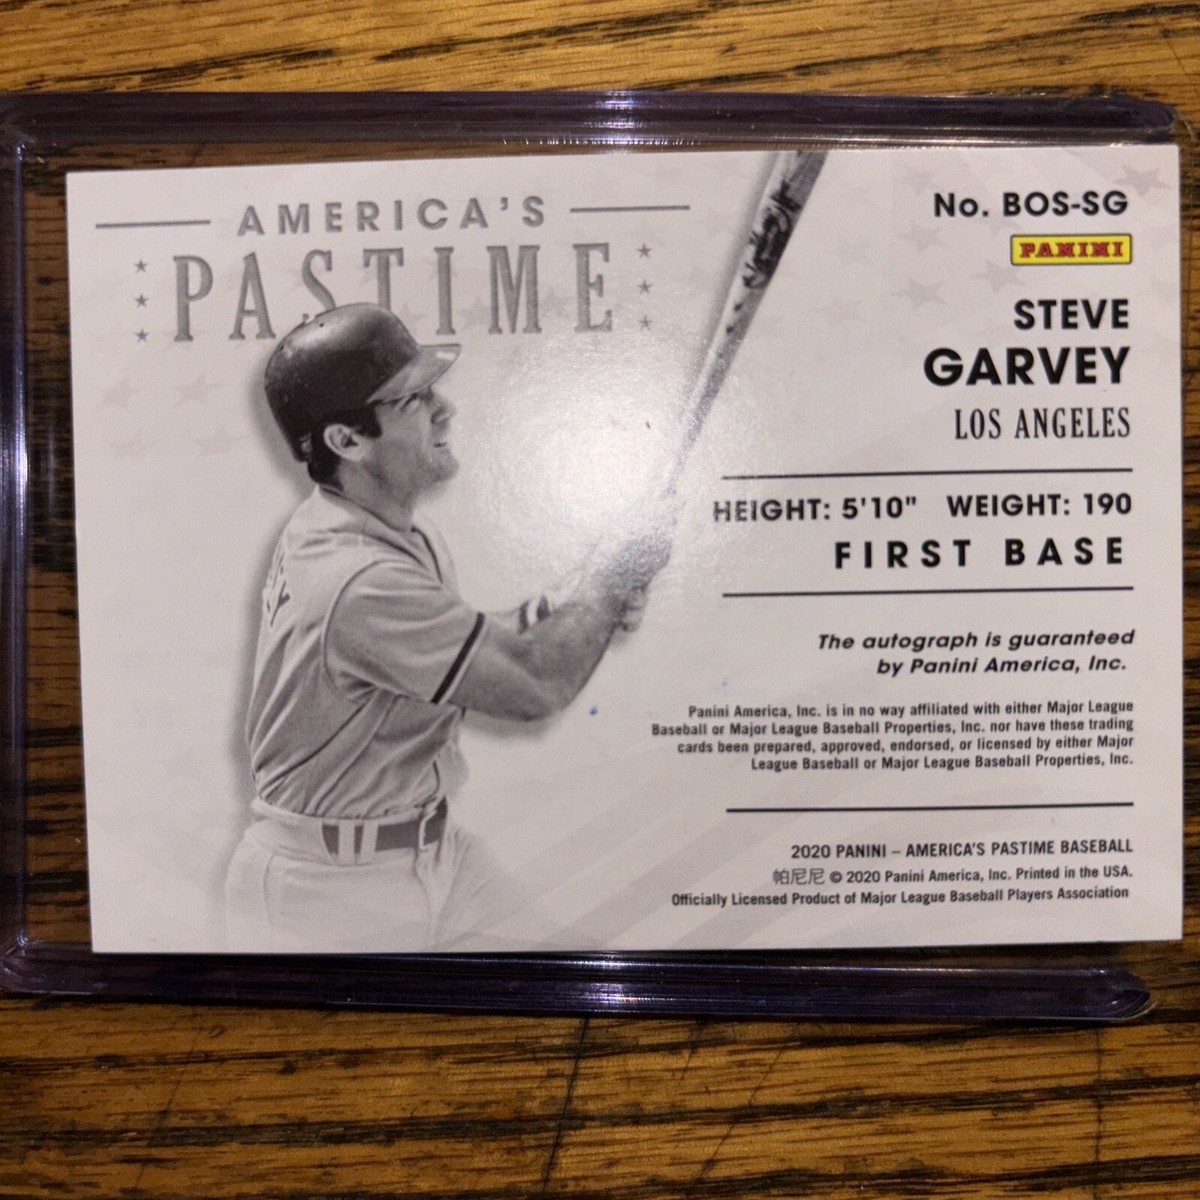 AMERICA'S
PASTIME
No. BOS-SG
PANINI
STEVE
GARVEY
LOS ANGELES
HEIGHT: 5'10" WEIGHT: 190
FIRST BASE
The autograph is guaranteed
by Panini America, Inc.
Panini America, Inc. is in no way affiliated with either Major League
Baseball or Major League Baseball Properties, Inc. nor have these trading
cards been prepared, approved, endorsed, or licensed by either Major
League Baseball or Major League Baseball Properties, Inc.
2020 PANINI – AMERICA'S PASTIME BASEBALL
帕尼尼 © 2020 Panini America, Inc. Printed in the USA.
Officially Licensed Product of Major League Baseball Players Association